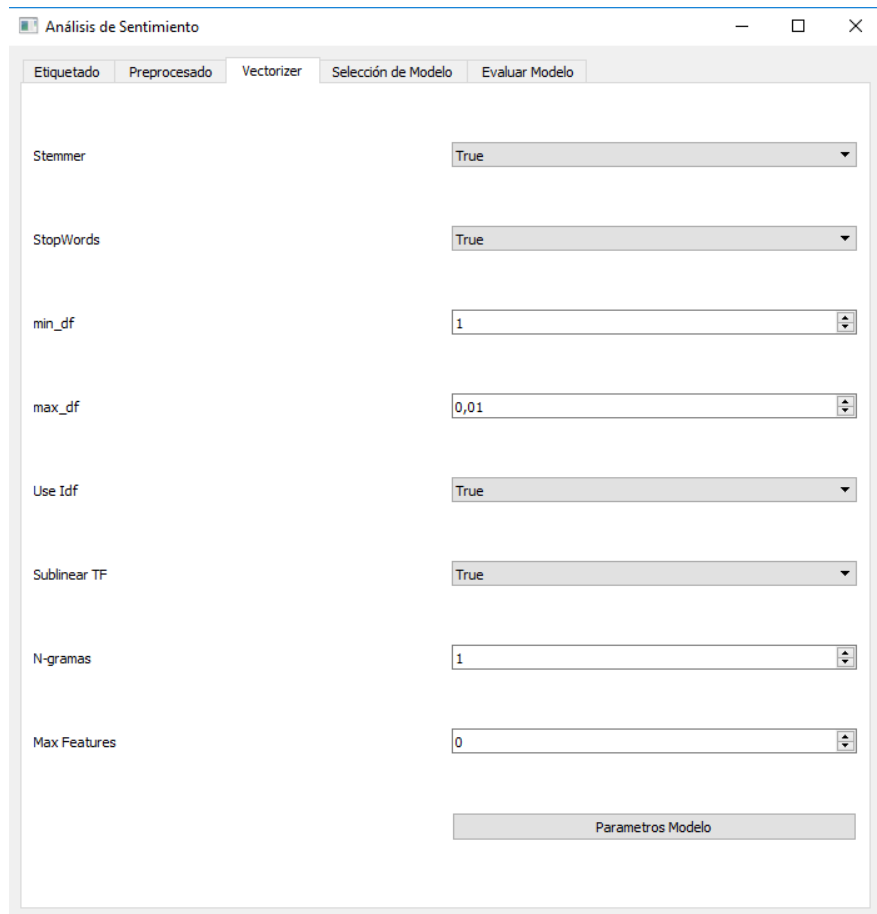 Análisis de Sentimiento
Etiquetado Preprocesado Vectorizer Selección de Modelo Evaluar Modelo
Stemmer True
StopWords True
min_df 1
max_df 0,01
Use Idf True
Sublinear TF True
N-gramas 1
Max Features 0
Parametros Modelo